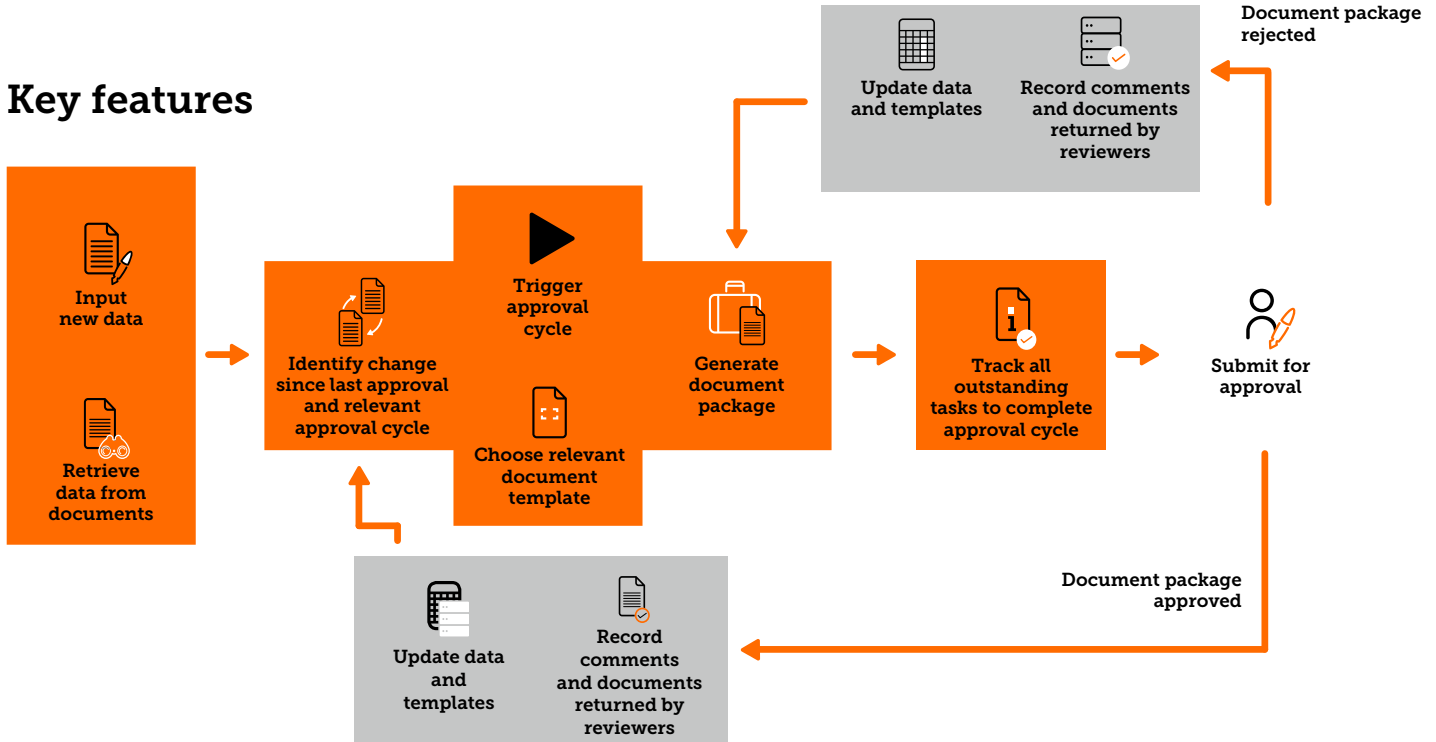 Key features
Input
new data
Retrieve
data from
documents
Identify change
since last approval
and relevant
approval cycle
Trigger
approval
cycle
Choose relevant
document
template
Generate
document
package
Track all
outstanding
tasks to complete
approval cycle
Submit for
approval
Document package
rejected
Update data
and templates
Record comments
and documents
returned by
reviewers
Document package
approved
Update data
and
templates
Record
comments
and documents
returned by
reviewers